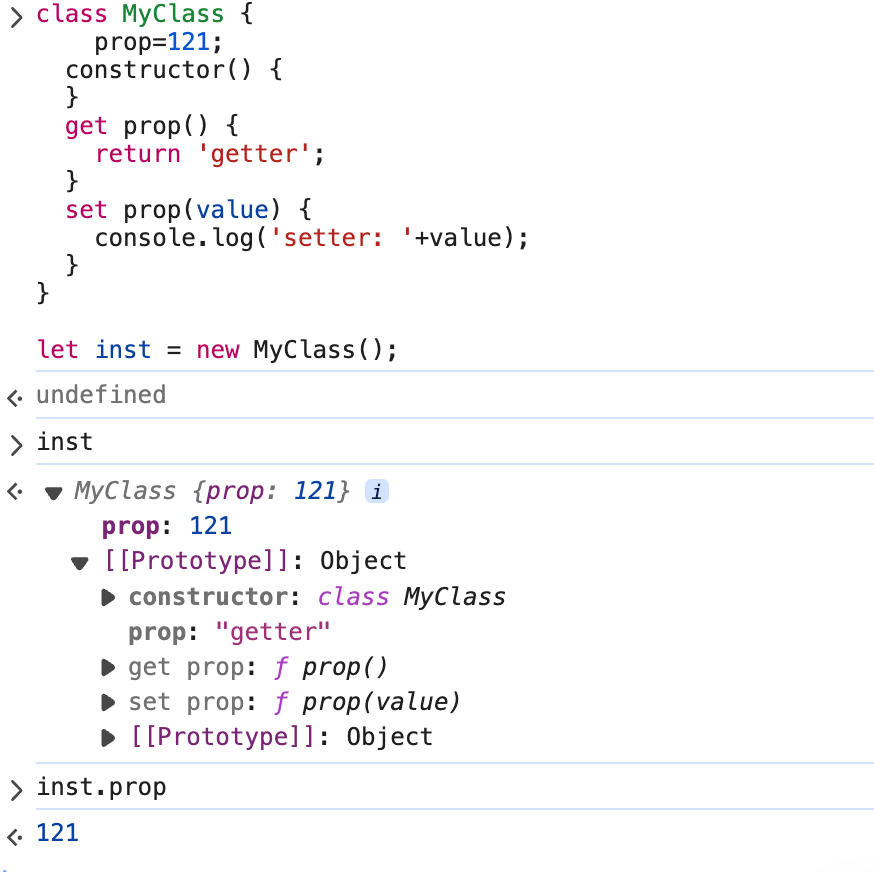 class MyClass {
prop=121;
constructor() {
}
get prop() {
return 'getter';
}
set prop(value) {
console.log('setter: '+value);
}
}
let inst = new MyClass();
undefined
inst
MyClass {prop: 121} i
prop: 121
[[Prototype]]: Object
constructor: class MyClass
prop: "getter"
get prop: ƒ prop()
set prop: ƒ prop(value)
[[Prototype]]: Object
inst.prop
121